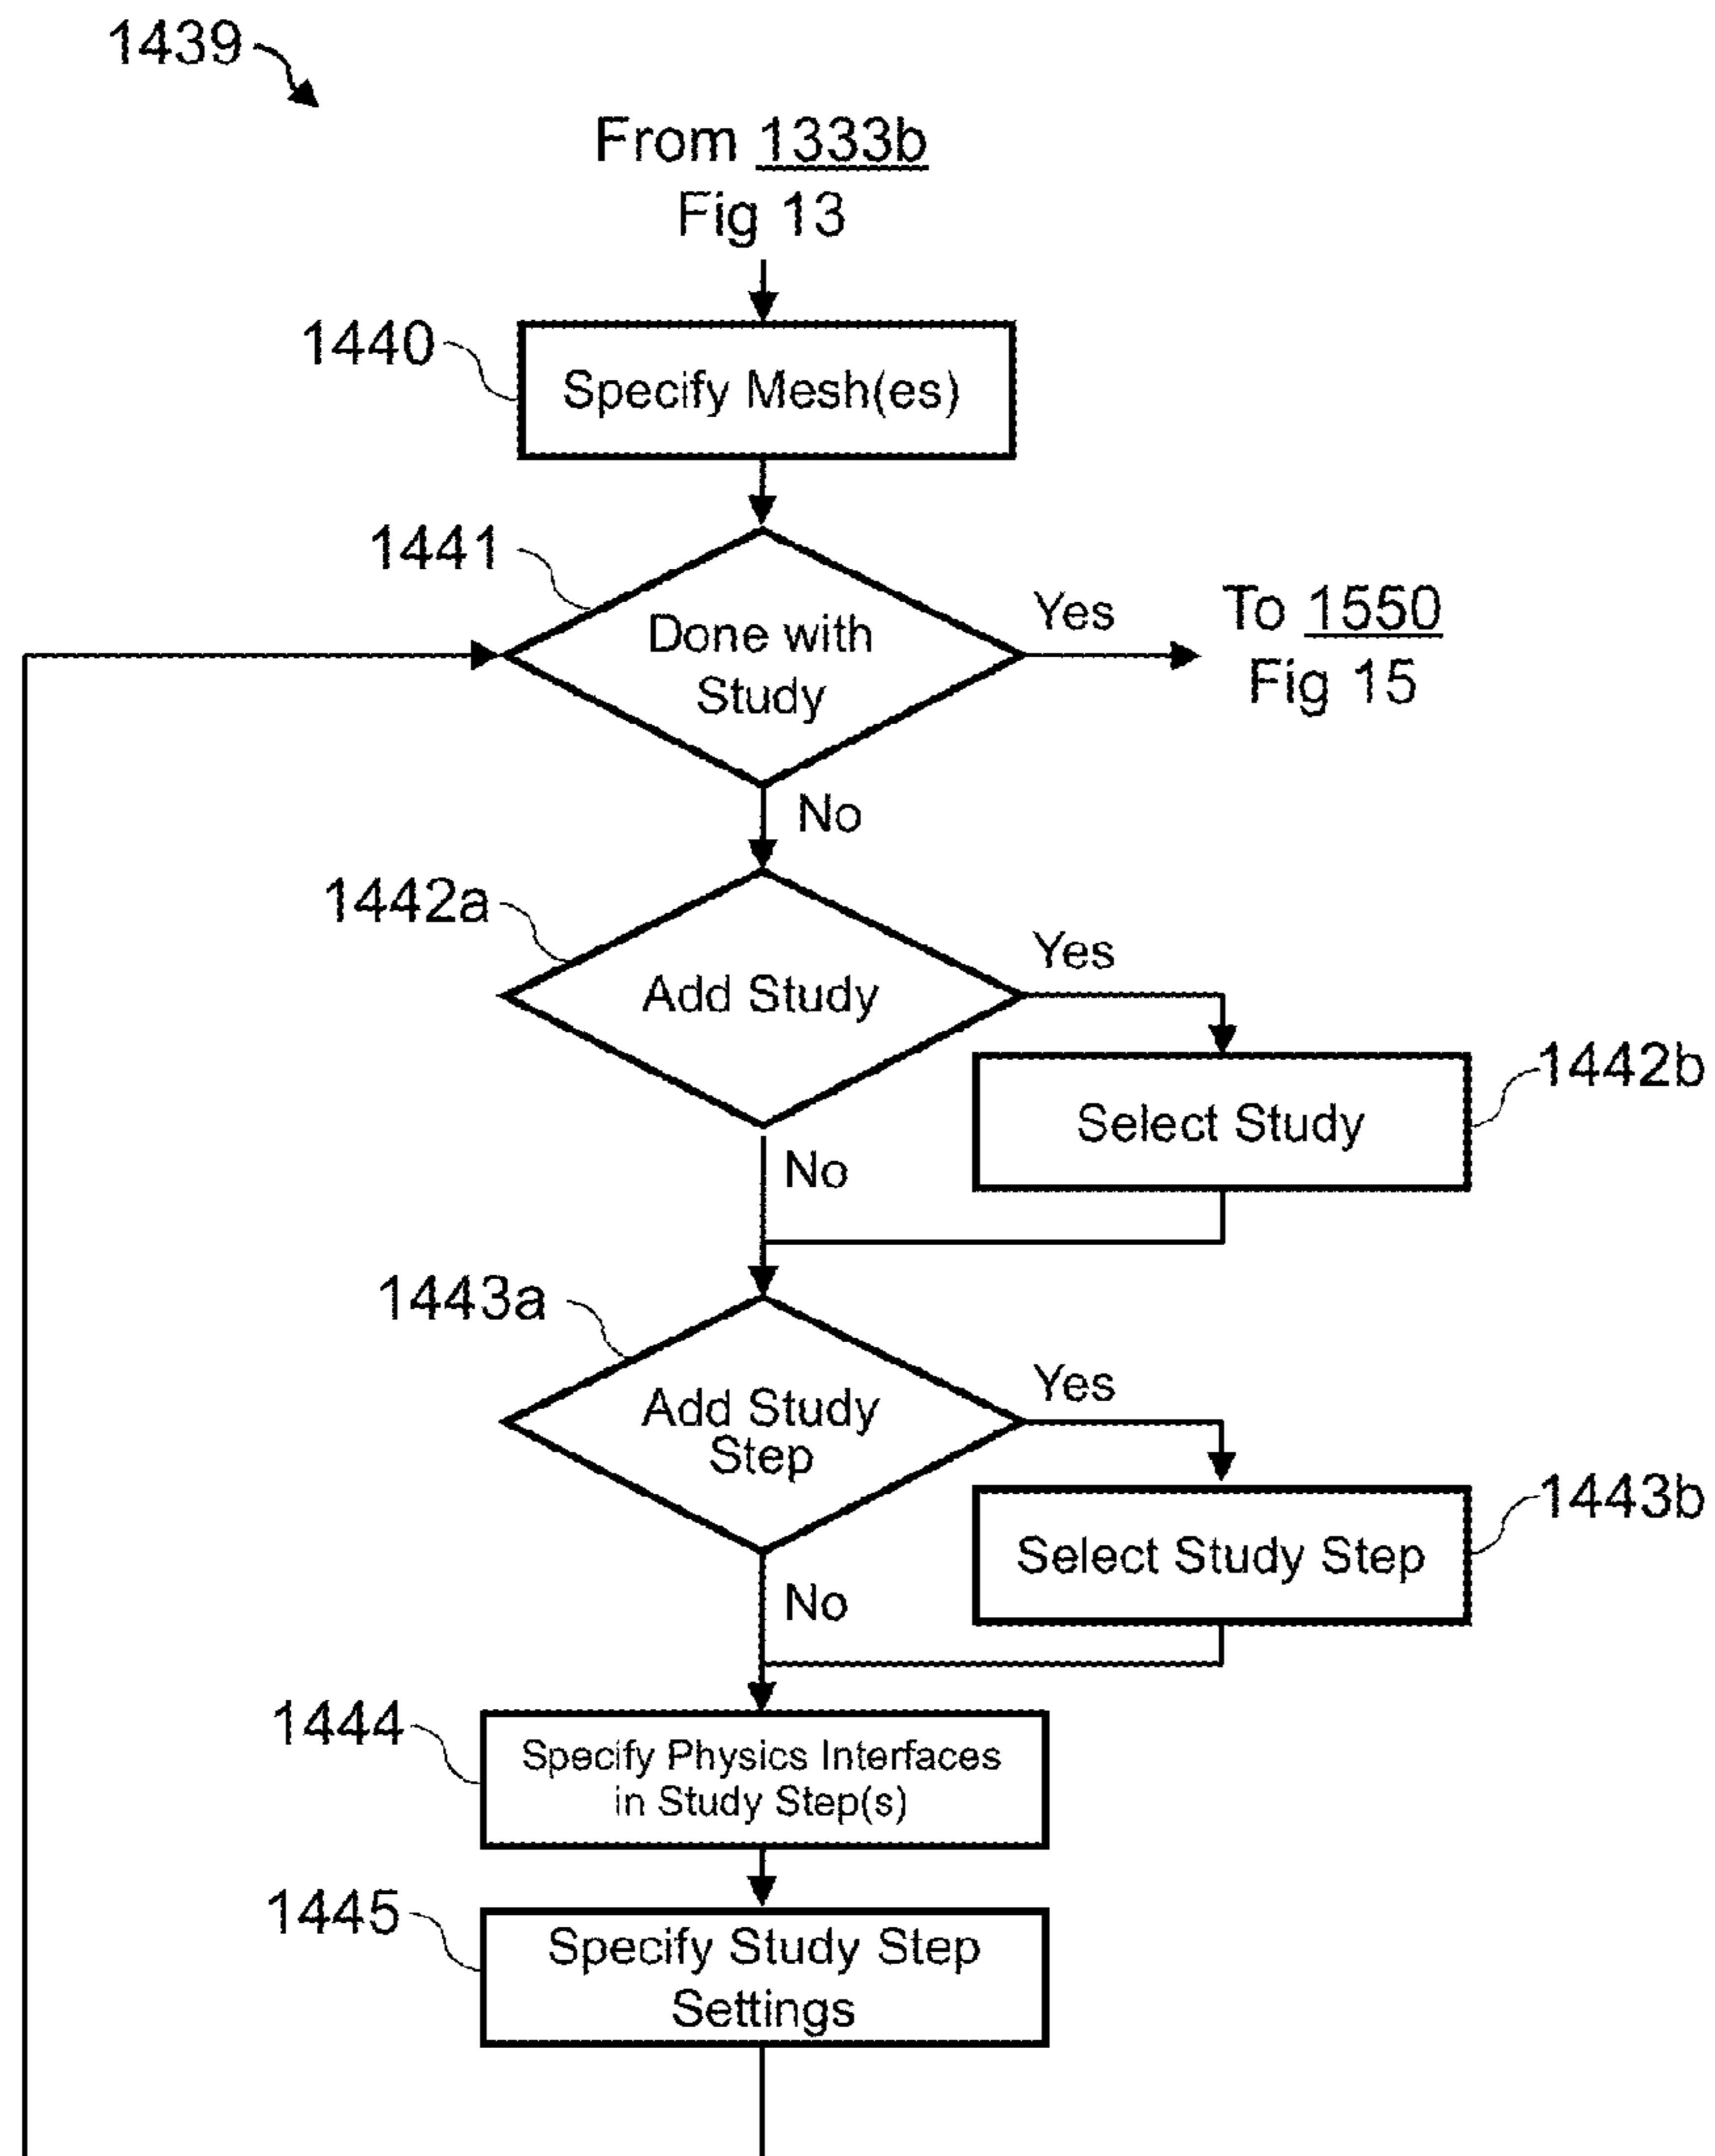 1439
From 1333b
Fig 13
1440
Specify Mesh(es)
1441
Done with
Study
Yes
To 1550
Fig 15
No
1442a
Add Study
Yes
1442b
Select Study
No
1443a
Add Study
Step
Yes
1443b
Select Study Step
No
1444
Specify Physics Interfaces
in Study Step(s)
1445
Specify Study Step
Settings